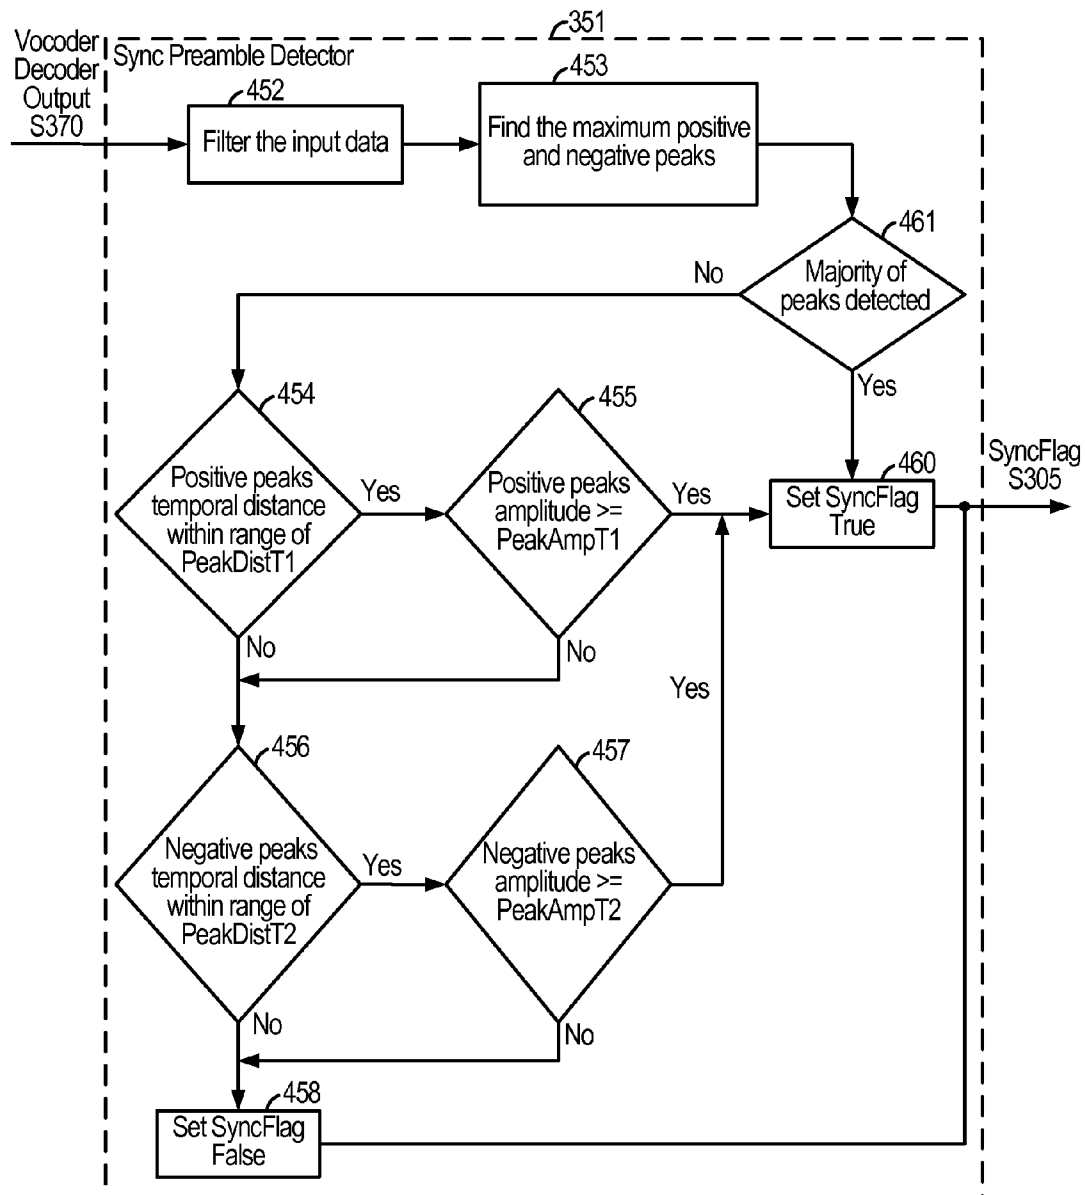 351
Vocoder
Decoder
Output
S370
Sync Preamble Detector
452
Filter the input data
453
Find the maximum positive
and negative peaks
461
Majority of
peaks detected
No
Yes
454
Positive peaks
temporal distance
within range of
PeakDistT1
Yes
No
455
Positive peaks
amplitude >=
PeakAmpT1
Yes
No
460
Set SyncFlag
True
SyncFlag
S305
456
Negative peaks
temporal distance
within range of
PeakDistT2
Yes
No
457
Negative peaks
amplitude >=
PeakAmpT2
Yes
No
458
Set SyncFlag
False